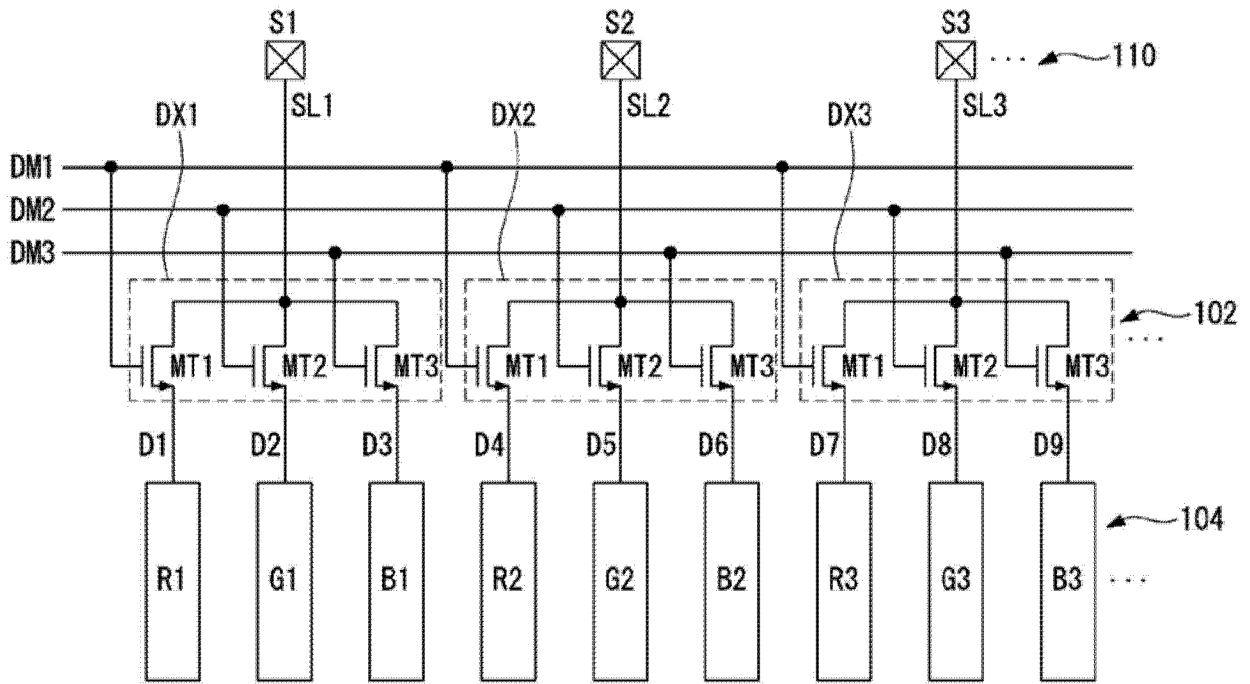 S1 S2 S3 ··· 110
SL1 SL2 SL3
DX1 DX2 DX3
DM1
DM2
DM3
102 ···
MT1 MT2 MT3 MT1 MT2 MT3 MT1 MT2 MT3
D1 D2 D3 D4 D5 D6 D7 D8 D9
104
R1 G1 B1 R2 G2 B2 R3 G3 B3 ···